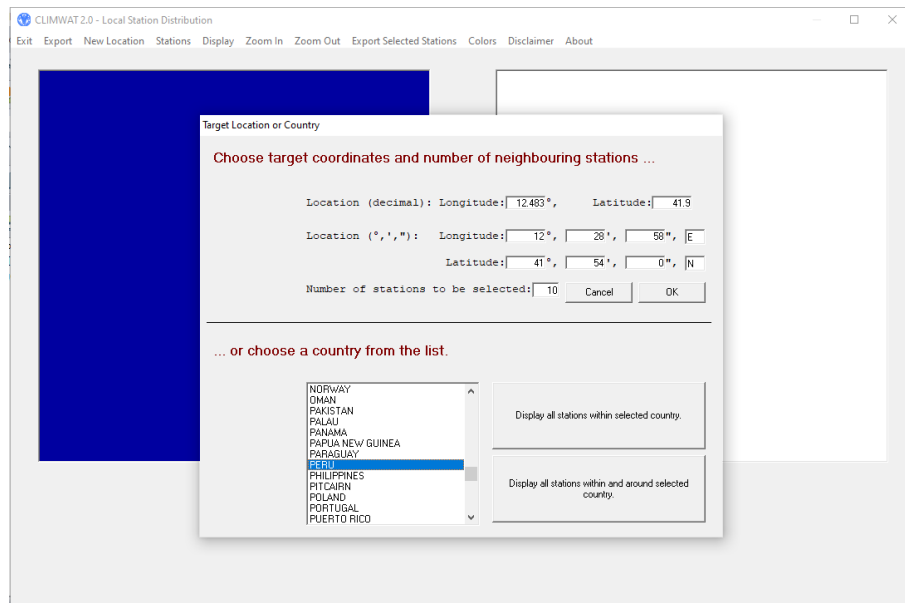 CLIMWAT 2.0 - Local Station Distribution
Exit Export New Location Stations Display Zoom In Zoom Out Export Selected Stations Colors Disclaimer About
Target Location or Country
Choose target coordinates and number of neighbouring stations ...
Location (decimal): Longitude: 12.483°, Latitude: 41.9
Location (°,',"): Longitude: 12°, 28', 58", E
Latitude: 41°, 54', 0", N
Number of stations to be selected: 10 Cancel OK
... or choose a country from the list.
NORWAY
OMAN
PAKISTAN
PALAU
PANAMA
PAPUA NEW GUINEA
PARAGUAY
PERU
PHILIPPINES
PITCAIRN
POLAND
PORTUGAL
PUERTO RICO
Display all stations within selected country.
Display all stations within and around selected
country.